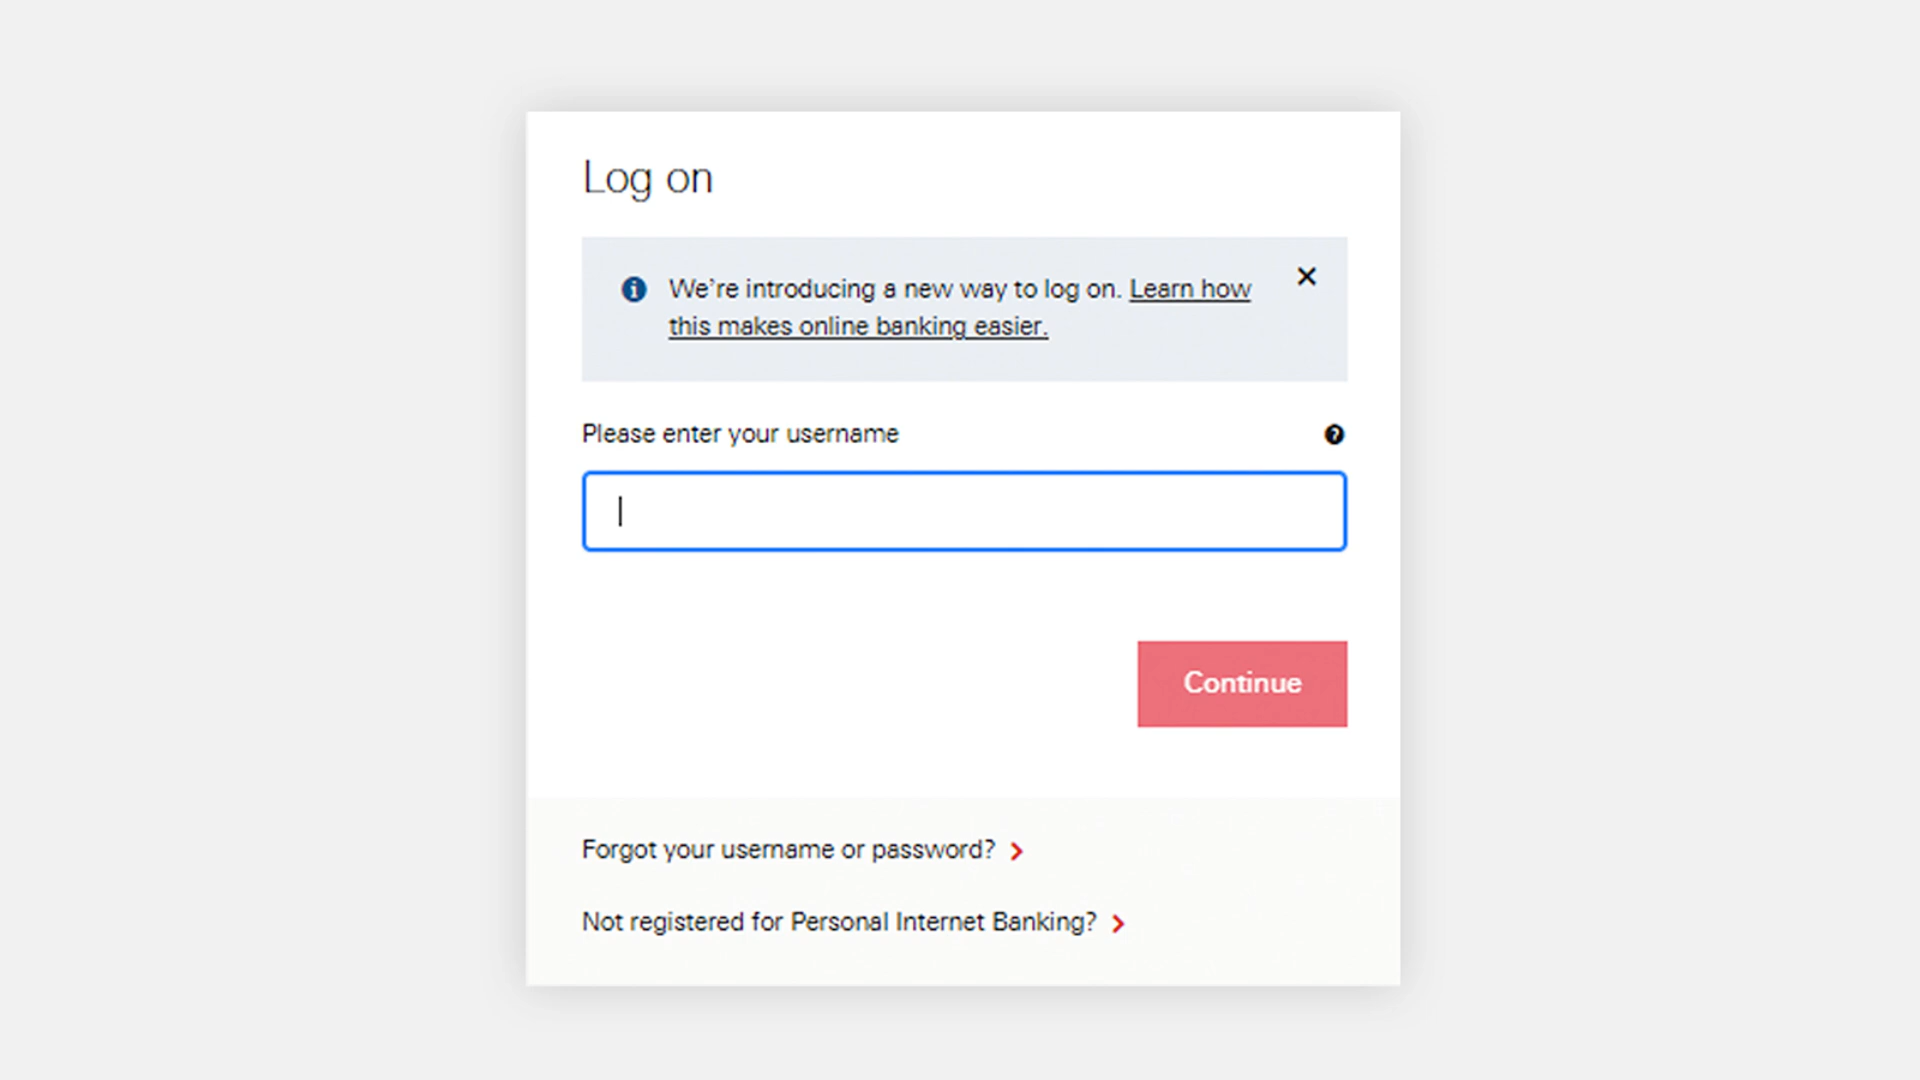 Log on
We're introducing a new way to log on. Learn how
this makes online banking easier.
Please enter your username
Continue
Forgot your username or password?
Not registered for Personal Internet Banking?